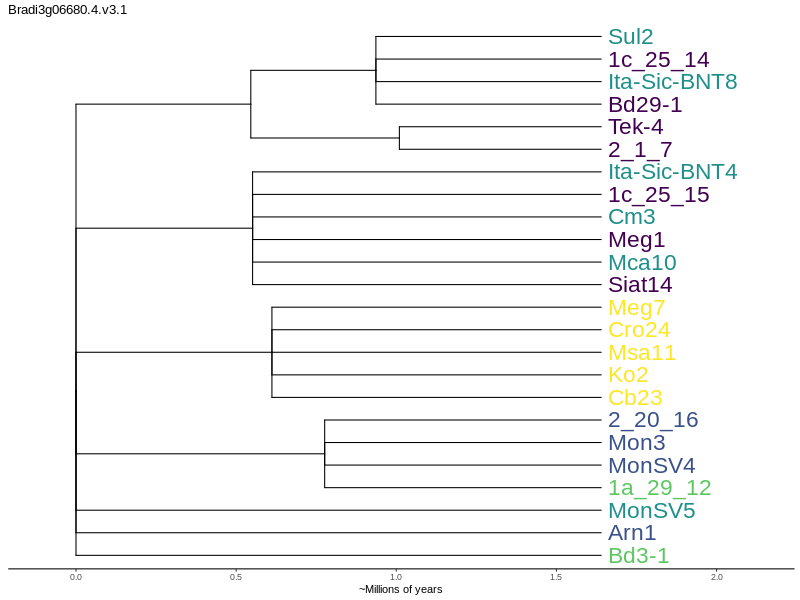 Bradi3g06680.4.v3.1
Sul2
1c_25_14
Ita-Sic-BNT8
Bd29-1
Tek-4
2_1_7
Ita-Sic-BNT4
1c_25_15
Cm3
Meg1
Mca10
Siat14
Meg7
Cro24
Msa11
Ko2
Cb23
2_20_16
Mon3
MonSV4
1a_29_12
MonSV5
Arn1
Bd3-1
0.0 0.5 1.0 1.5 2.0
~Millions of years